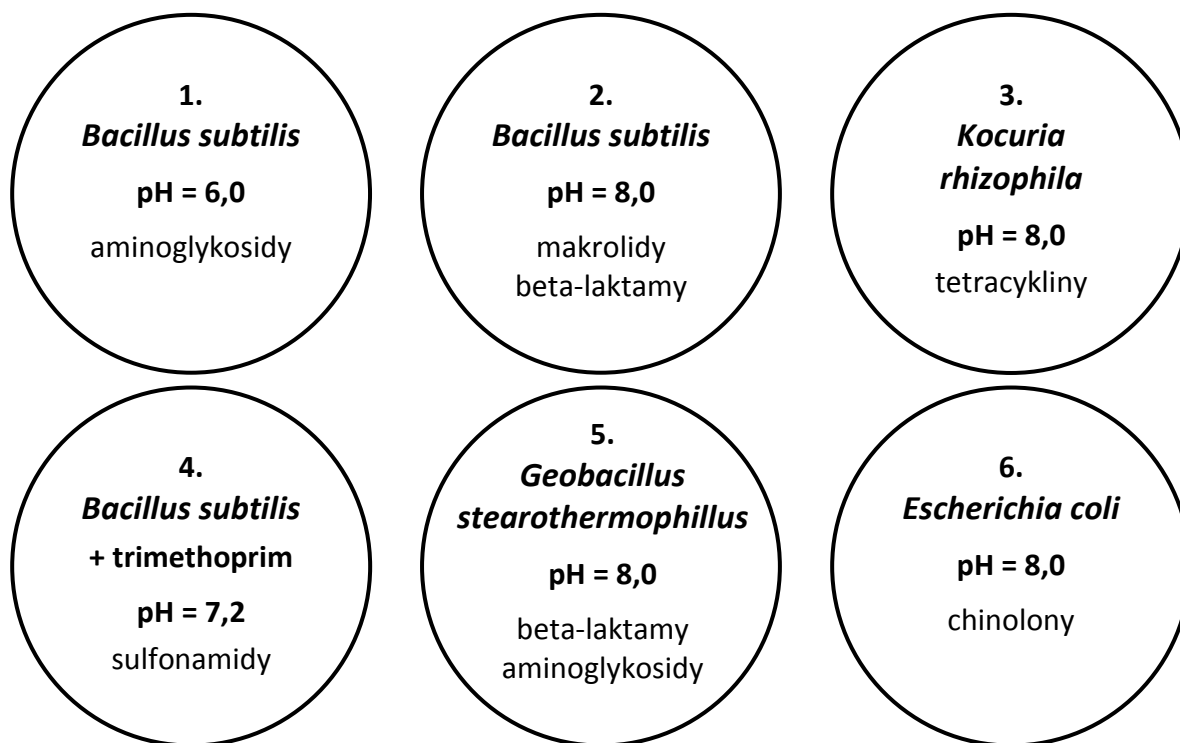 1.
Bacillus subtilis
pH = 6,0
aminoglykosidy
2.
Bacillus subtilis
pH = 8,0
makrolidy
beta-laktamy
3.
Kocuria
rhizophila
pH = 8,0
tetracykliny
4.
Bacillus subtilis
+ trimethoprim
pH = 7,2
sulfonamidy
5.
Geobacillus
stearothermophillus
pH = 8,0
beta-laktamy
aminoglykosidy
6.
Escherichia coli
pH = 8,0
chinolony